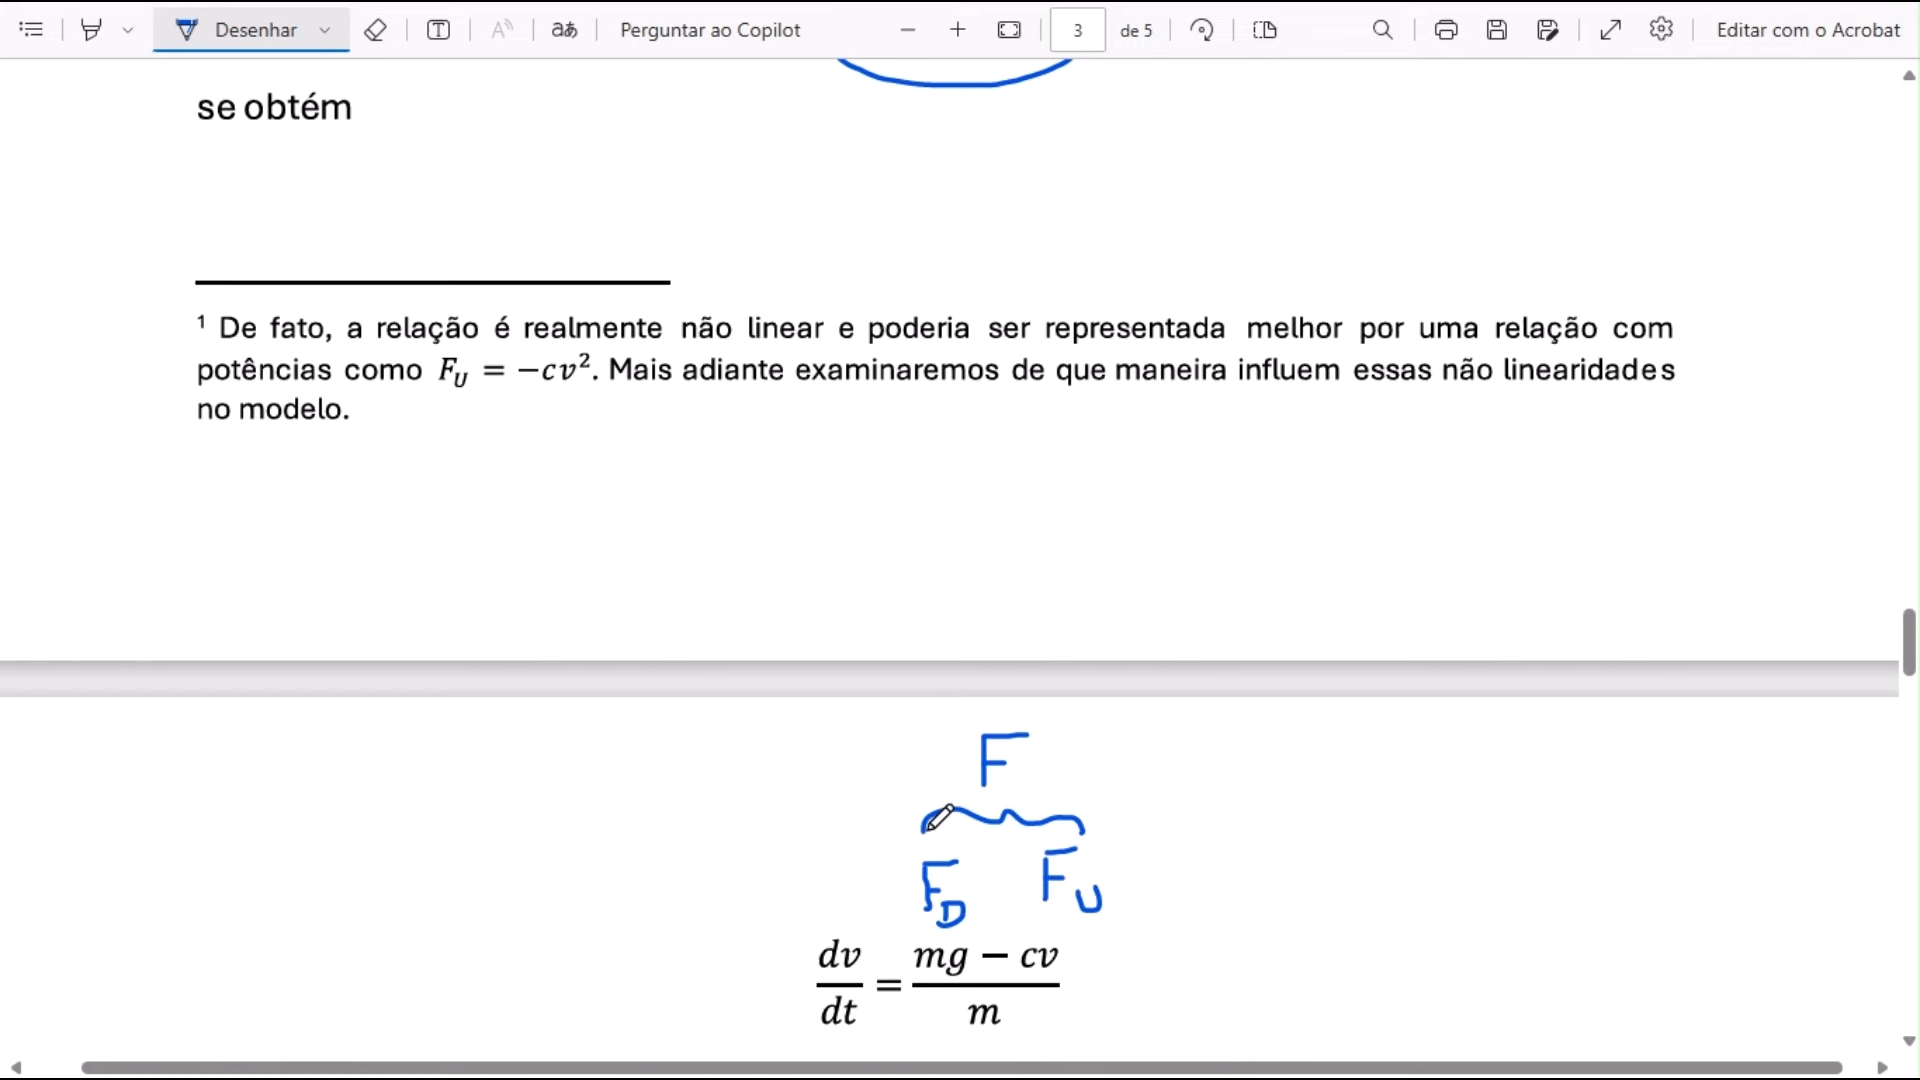 Desenhar aあ Perguntar ao Copilot 3 de 5 Editar com o Acrobat
se obtém
¹ De fato, a relação é realmente não linear e poderia ser representada melhor por uma relação com
potências como F_U = −cv². Mais adiante examinaremos de que maneira influem essas não linearidades
no modelo.
F
F_D F_U
dv/dt = (mg − cv)/m